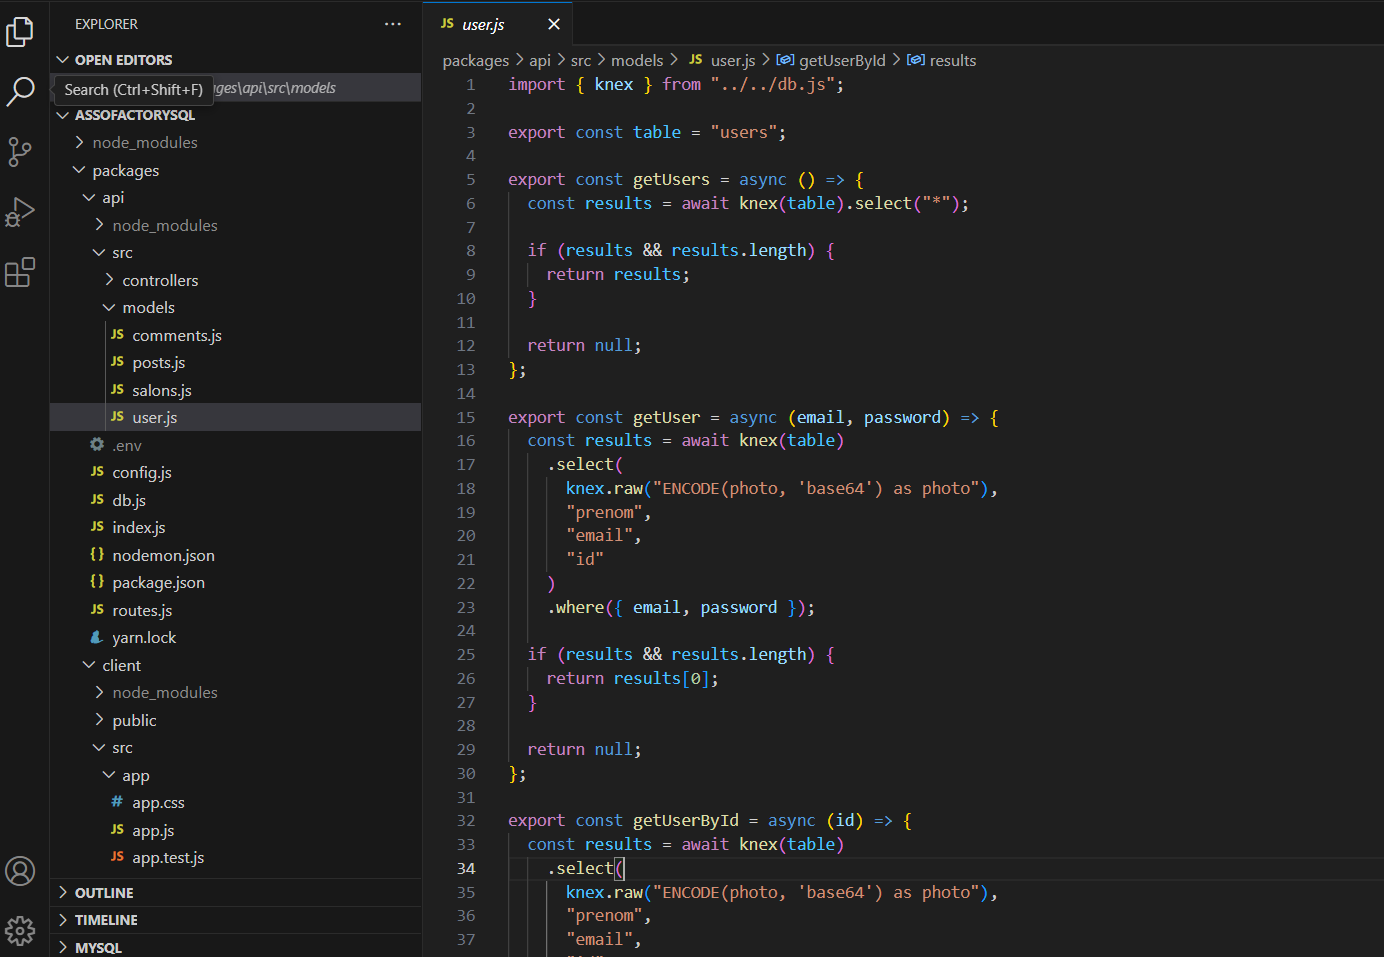 EXPLORER
OPEN EDITORS
Search (Ctrl+Shift+F)
ages\api\src\models
ASSOFACTORYSQL
node_modules
packages
api
node_modules
src
controllers
models
JS comments.js
JS posts.js
JS salons.js
JS user.js
.env
JS config.js
JS db.js
JS index.js
{} nodemon.json
{} package.json
JS routes.js
yarn.lock
client
node_modules
public
src
app
# app.css
JS app.js
JS app.test.js
OUTLINE
TIMELINE
MYSQL
JS user.js
packages > api > src > models > JS user.js > getUserById > results
1 import { knex } from "../../db.js";
2
3 export const table = "users";
4
5 export const getUsers = async () => {
6 const results = await knex(table).select("*");
7
8 if (results && results.length) {
9 return results;
10 }
11
12 return null;
13 };
14
15 export const getUser = async (email, password) => {
16 const results = await knex(table)
17 .select(
18 knex.raw("ENCODE(photo, 'base64') as photo"),
19 "prenom",
20 "email",
21 "id"
22 )
23 .where({ email, password });
24
25 if (results && results.length) {
26 return results[0];
27 }
28
29 return null;
30 };
31
32 export const getUserById = async (id) => {
33 const results = await knex(table)
34 .select(
35 knex.raw("ENCODE(photo, 'base64') as photo"),
36 "prenom",
37 "email",